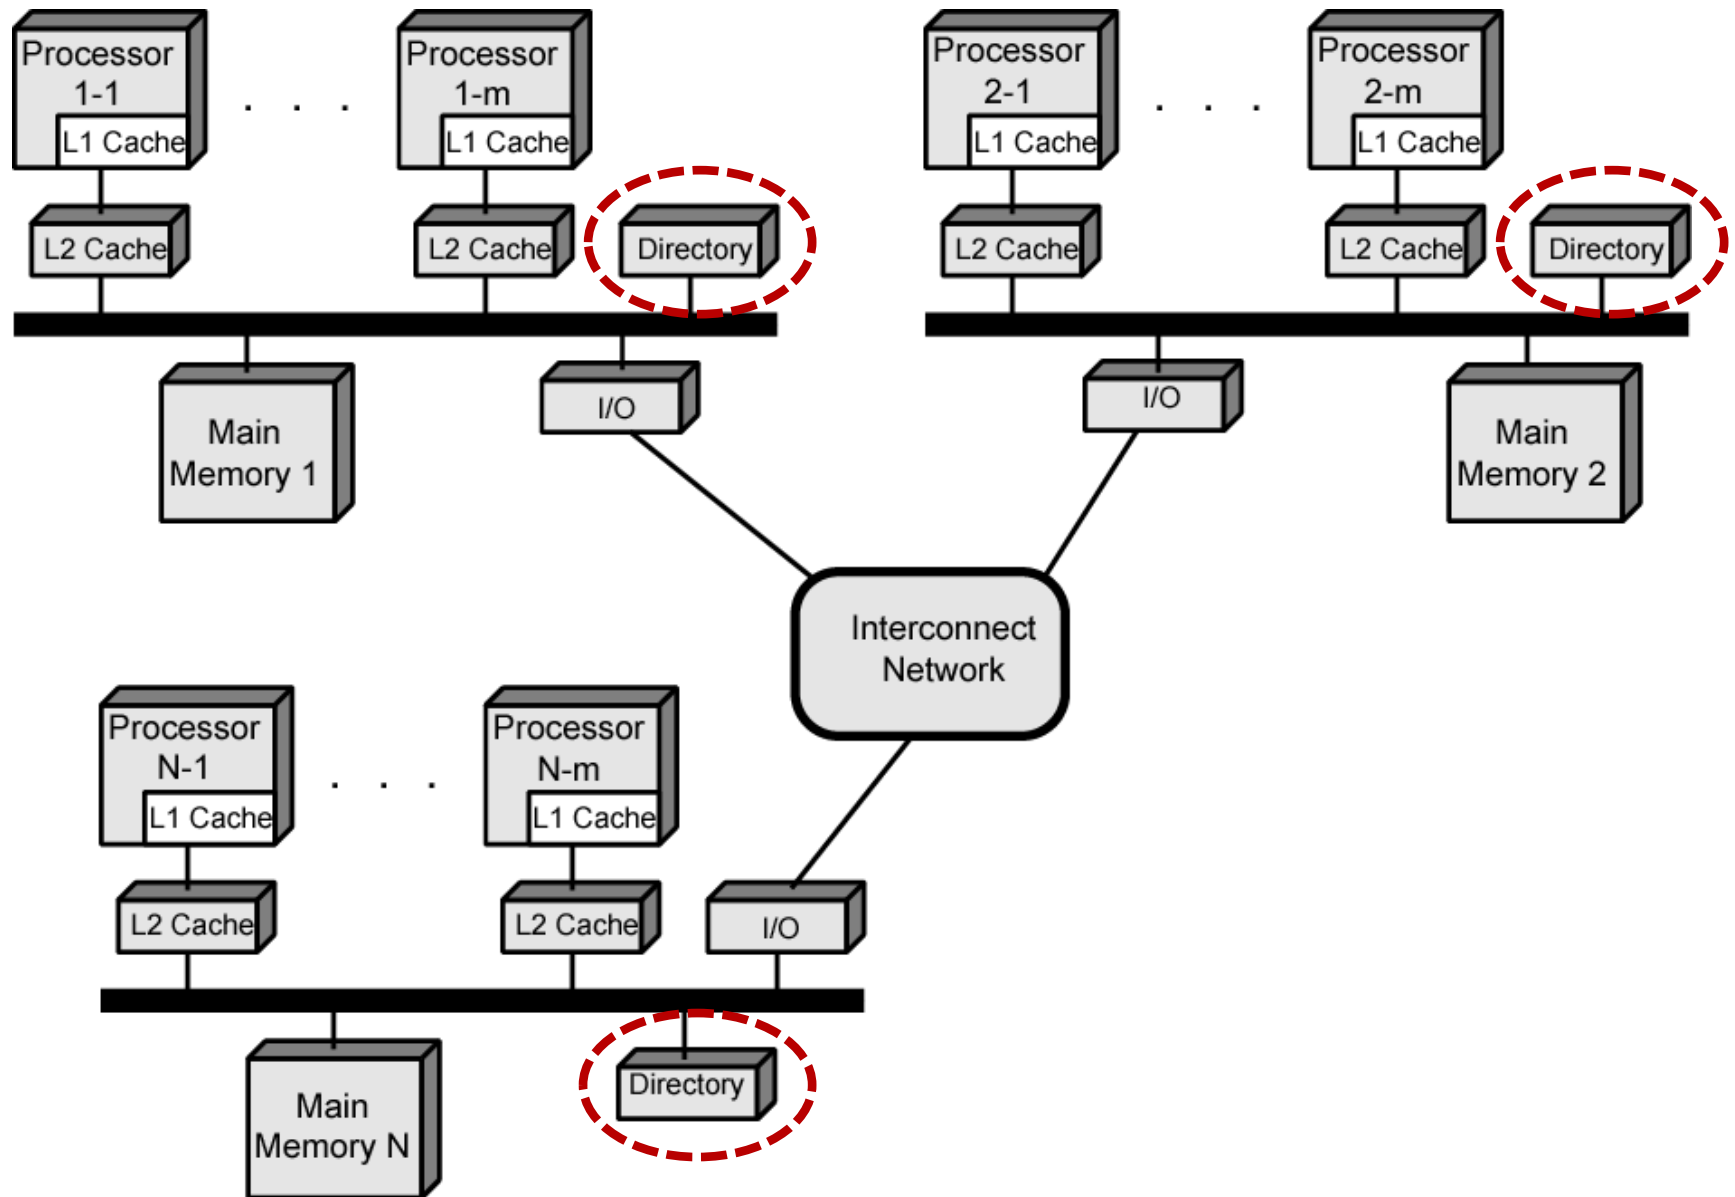 Processor
1-1
L1 Cache
. . .
Processor
1-m
L1 Cache
L2 Cache
L2 Cache
Directory
Main
Memory 1
I/O
Processor
2-1
L1 Cache
. . .
Processor
2-m
L1 Cache
L2 Cache
L2 Cache
Directory
I/O
Main
Memory 2
Interconnect
Network
Processor
N-1
L1 Cache
. . .
Processor
N-m
L1 Cache
L2 Cache
L2 Cache
I/O
Main
Memory N
Directory